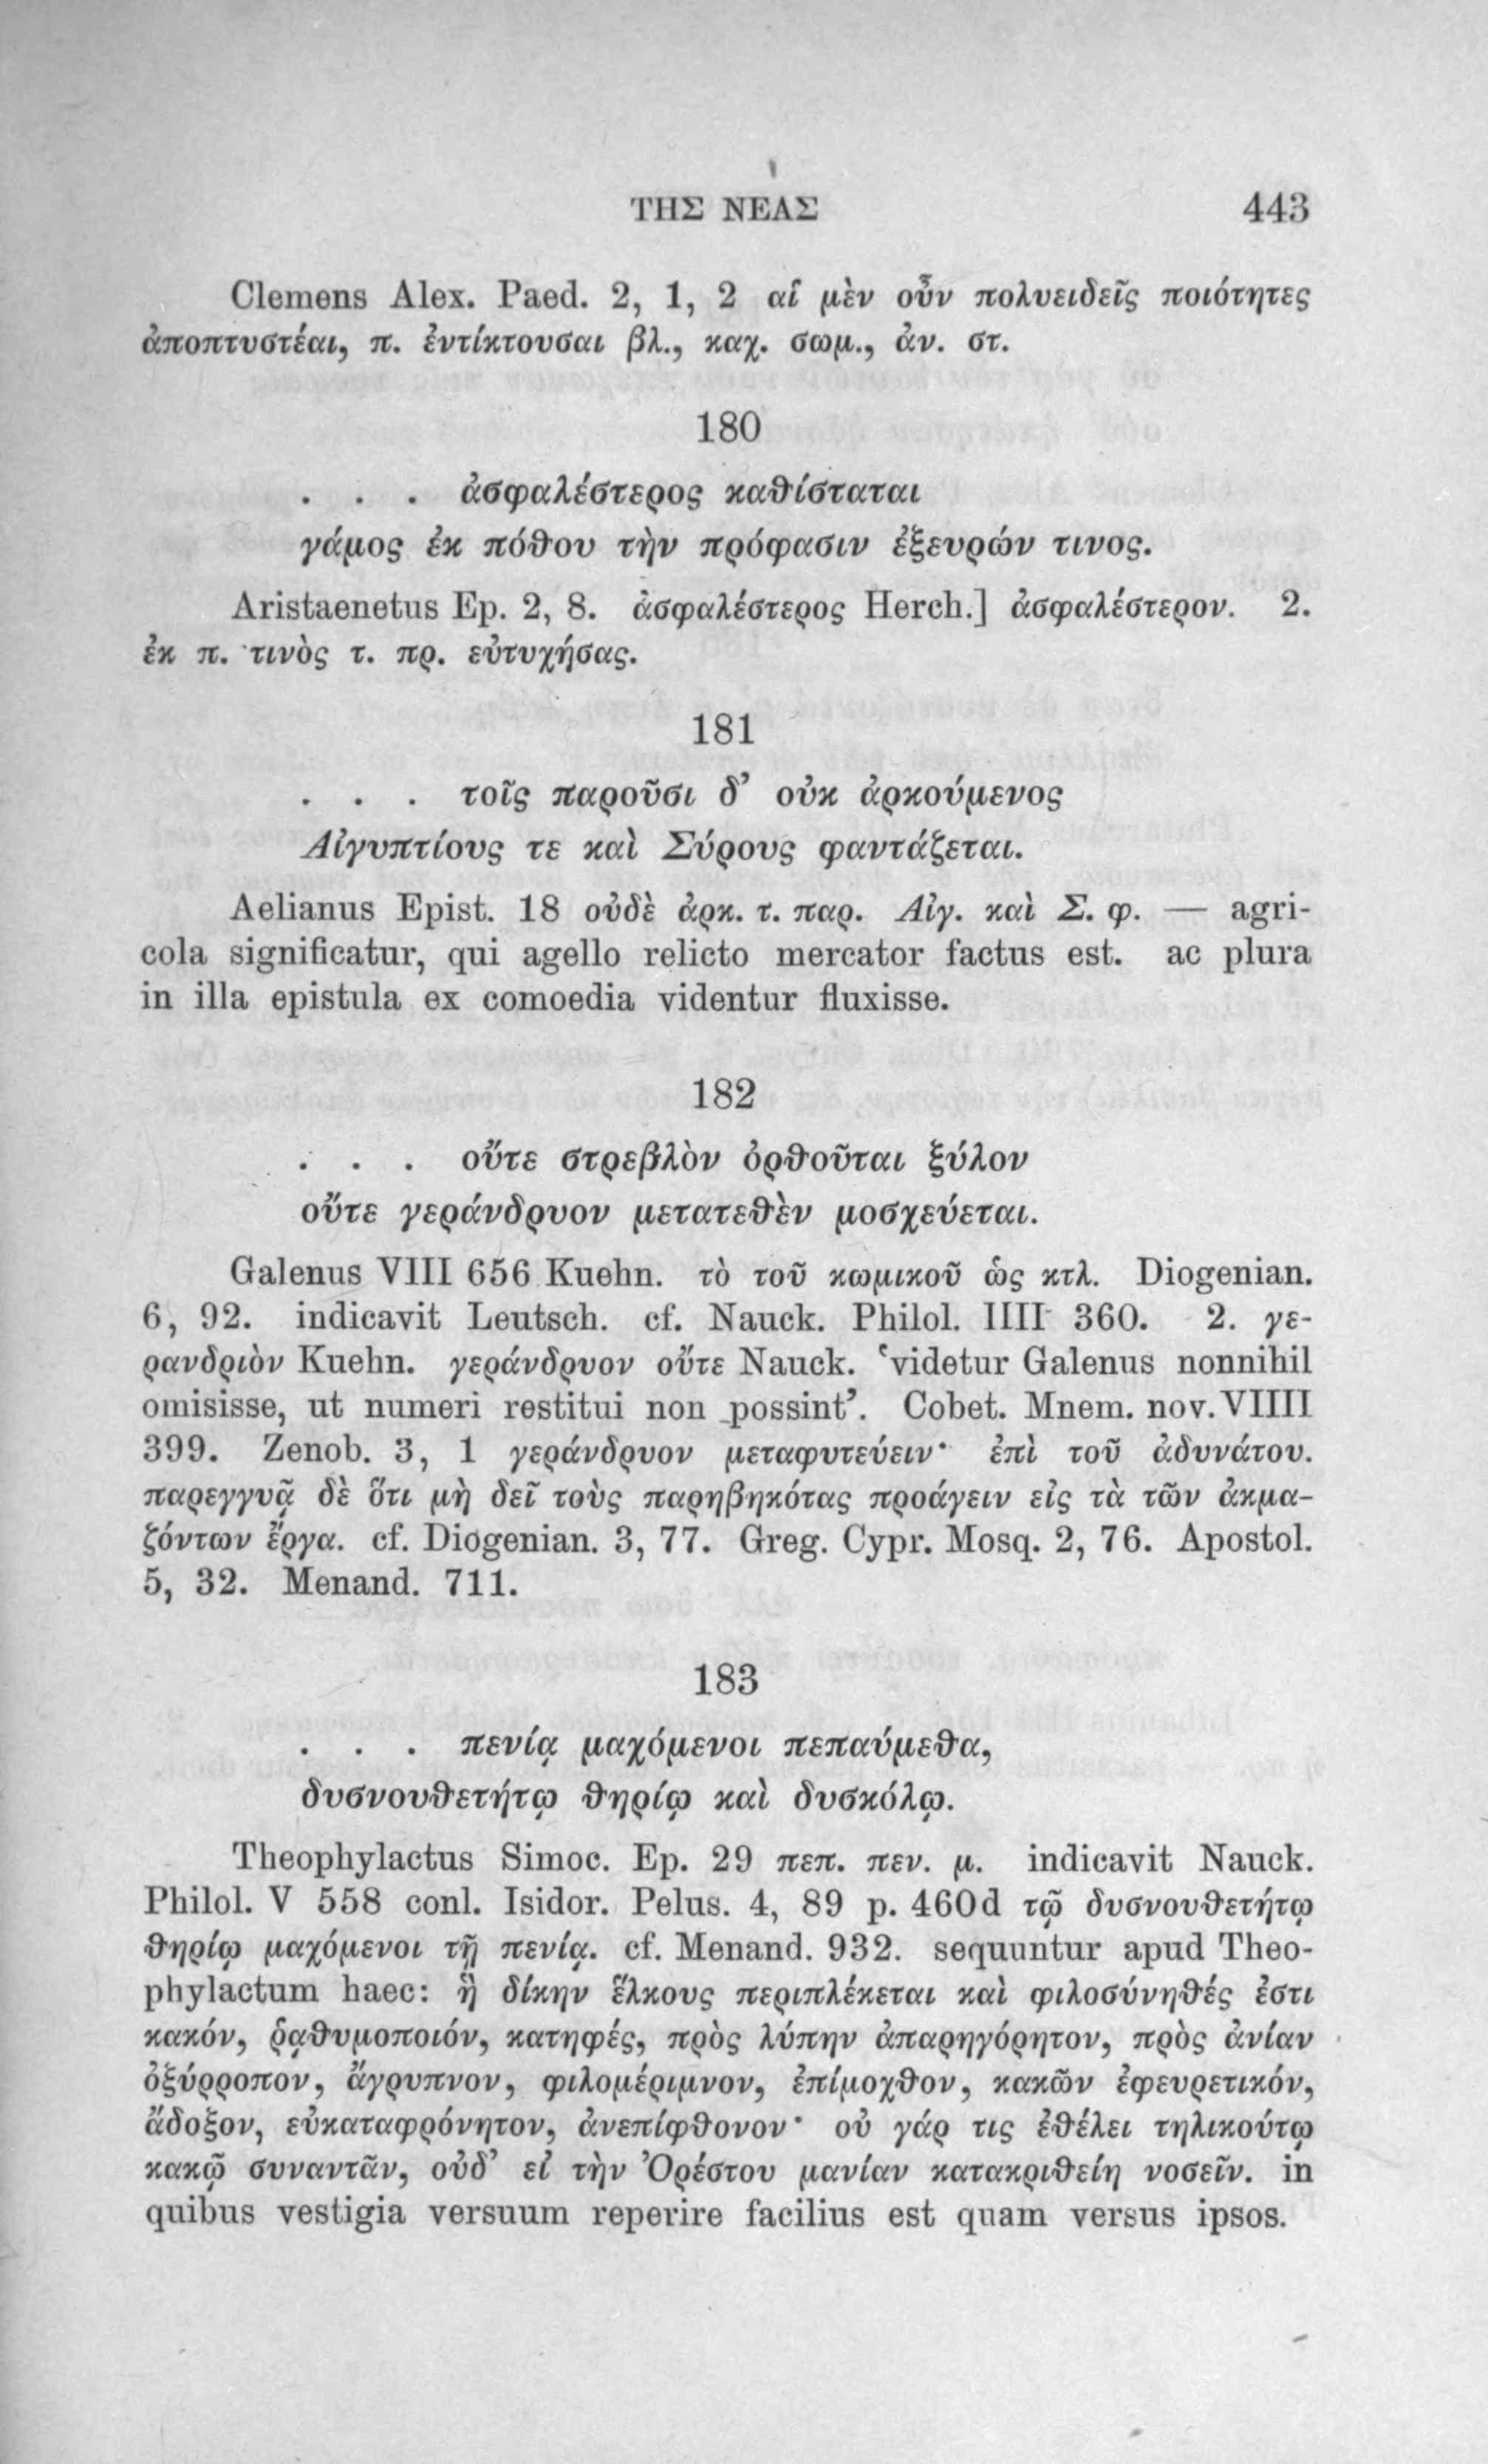 ΤΗΣ ΝΕΑΣ 443
Clemens Alex. Paed. 2, 1, 2 αἱ μὲν οὖν πολυειδεῖς ποιότητες
ἀποπτυστέαι, π. ἐντίκτουσαι βλ., καχ. σωμ., ἀν. στ.
180
. . . ἀσφαλέστερος καθίσταται
γάμος ἐκ πόθου τὴν πρόφασιν ἐξευρών τινος.
Aristaenetus Ep. 2, 8. ἀσφαλέστερος Herch.] ἀσφαλέστερον. 2.
ἐκ π. τινὸς τ. πρ. εὐτυχήσας.
181
. . . τοῖς παροῦσι δ’ οὐκ ἀρκούμενος
Αἰγυπτίους τε καὶ Σύρους φαντάζεται.
Aelianus Epist. 18 οὐδὲ ἀρκ. τ. παρ. Αἰγ. καὶ Σ. φ. — agri-
cola significatur, qui agello relicto mercator factus est. ac plura
in illa epistula ex comoedia videntur fluxisse.
182
. . . οὔτε στρεβλὸν ὀρθοῦται ξύλον
οὔτε γεράνδρυον μετατεθὲν μοσχεύεται.
Galenus VIII 656 Kuehn. τὸ τοῦ κωμικοῦ ὡς κτλ. Diogenian.
6, 92. indicavit Leutsch. cf. Nauck. Philol. IIII 360. 2. γε-
ρανδριὸν Kuehn. γεράνδρυον οὔτε Nauck. ‘videtur Galenus nonnihil
omisisse, ut numeri restitui non possint’. Cobet. Mnem. nov. VIIII
399. Zenob. 3, 1 γεράνδρυον μεταφυτεύειν· ἐπὶ τοῦ ἀδυνάτου.
παρεγγυᾷ δὲ ὅτι μὴ δεῖ τοὺς παρηβηκότας προάγειν εἰς τὰ τῶν ἀκμα-
ζόντων ἔργα. cf. Diogenian. 3, 77. Greg. Cypr. Mosq. 2, 76. Apostol.
5, 32. Menand. 711.
183
. . . πενίᾳ μαχόμενοι πεπαύμεθα,
δυσνουθετήτῳ θηρίῳ καὶ δυσκόλῳ.
Theophylactus Simoc. Ep. 29 πεπ. πεν. μ. indicavit Nauck.
Philol. V 558 conl. Isidor. Pelus. 4, 89 p. 460d τῷ δυσνουθετήτῳ
θηρίῳ μαχόμενοι τῇ πενίᾳ. cf. Menand. 932. sequuntur apud Theo-
phylactum haec: ἣ δίκην ἕλκους περιπλέκεται καὶ φιλοσύνηθές ἐστι
κακόν, ῥᾳθυμοποιόν, κατηφές, πρὸς λύπην ἀπαρηγόρητον, πρὸς ἀνίαν
ὀξύρροπον, ἄγρυπνον, φιλομέριμνον, ἐπίμοχθον, κακῶν ἐφευρετικόν,
ἄδοξον, εὐκαταφρόνητον, ἀνεπίφθονον· οὐ γάρ τις ἐθέλει τηλικούτῳ
κακῷ συναντᾶν, οὐδ’ εἰ τὴν Ὀρέστου μανίαν κατακριθείη νοσεῖν. in
quibus vestigia versuum reperire facilius est quam versus ipsos.